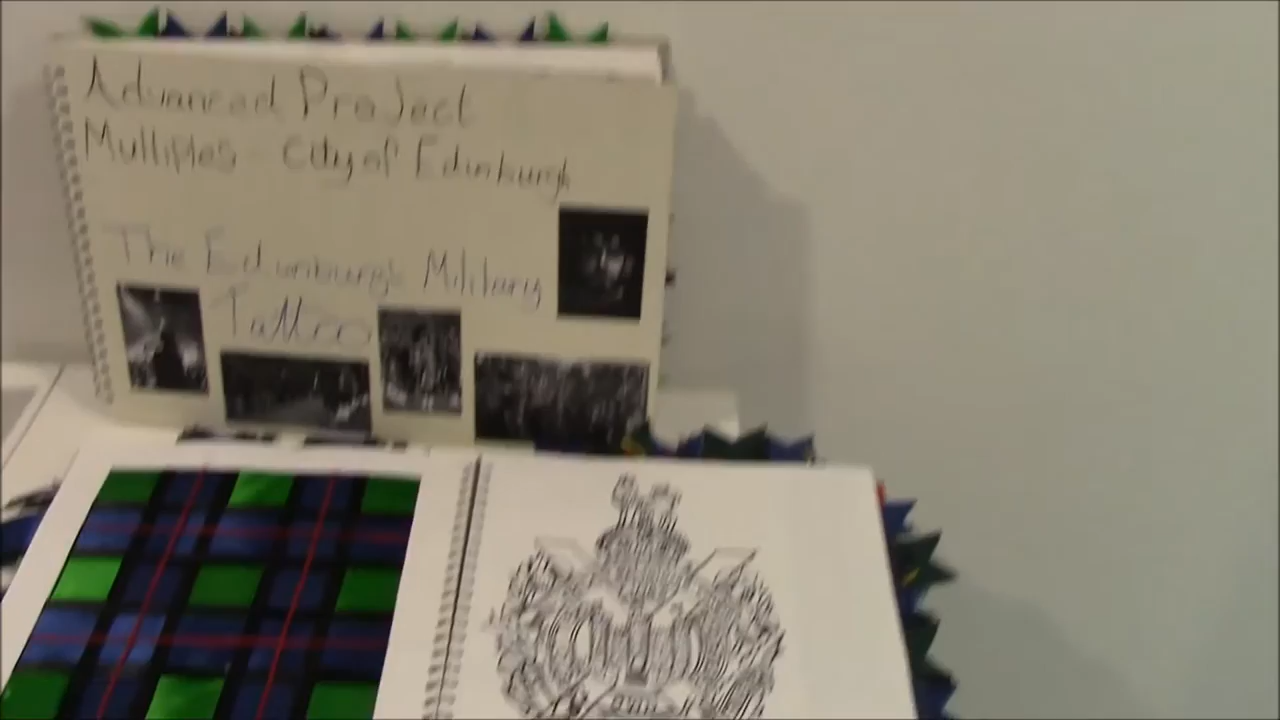 Advanced Project
Multiples - City of Edinburgh
The Edinburgh Military
Tattoo